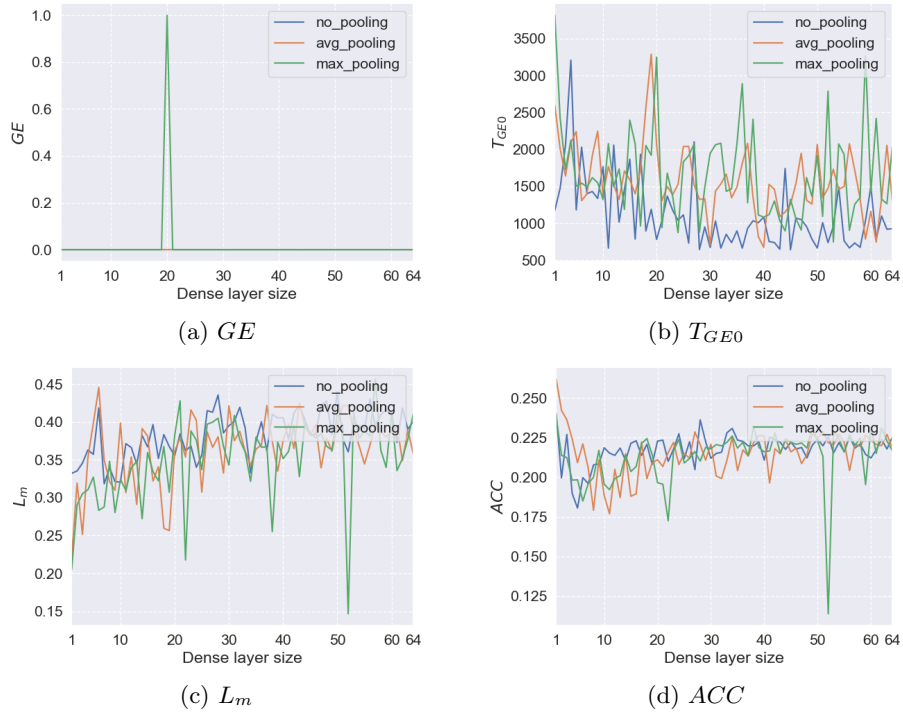 GE
1.0
0.8
0.6
0.4
0.2
0.0
no_pooling
avg_pooling
max_pooling
1 10 20 30 40 50 60 64
Dense layer size
(a) GE
T_GE0
3500
3000
2500
2000
1500
1000
500
no_pooling
avg_pooling
max_pooling
1 10 20 30 40 50 60 64
Dense layer size
(b) T_GE0
L_m
0.45
0.40
0.35
0.30
0.25
0.20
0.15
no_pooling
avg_pooling
max_pooling
1 10 20 30 40 50 60 64
Dense layer size
(c) L_m
ACC
0.250
0.225
0.200
0.175
0.150
0.125
no_pooling
avg_pooling
max_pooling
1 10 20 30 40 50 60 64
Dense layer size
(d) ACC